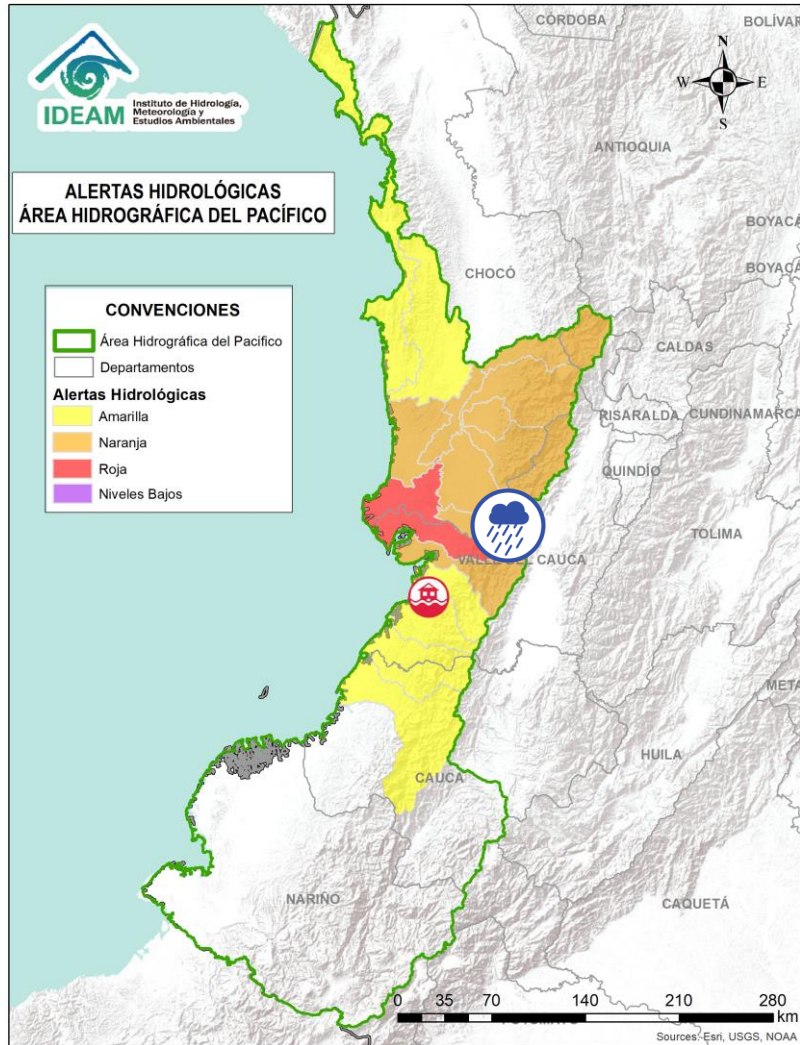 IDEAM
Instituto de Hidrología,
Meteorología y
Estudios Ambientales
CÓRDOBA
BOLÍVAR
N
W
E
S
ANTIOQUIA
ALERTAS HIDROLÓGICAS
ÁREA HIDROGRÁFICA DEL PACÍFICO
BOYACÁ
BOYACÁ
CHOCÓ
CONVENCIONES
Área Hidrográfica del Pacifico
Departamentos
Alertas Hidrológicas
Amarilla
Naranja
Roja
Niveles Bajos
CALDAS
RISARALDA
CUNDINAMARCA
QUINDÍO
TOLIMA
VALLE DEL CAUCA
META
HUILA
CAUCA
NARIÑO
CAQUETÁ
0 35 70 140 210 280
km
Sources: Esri, USGS, NOAA